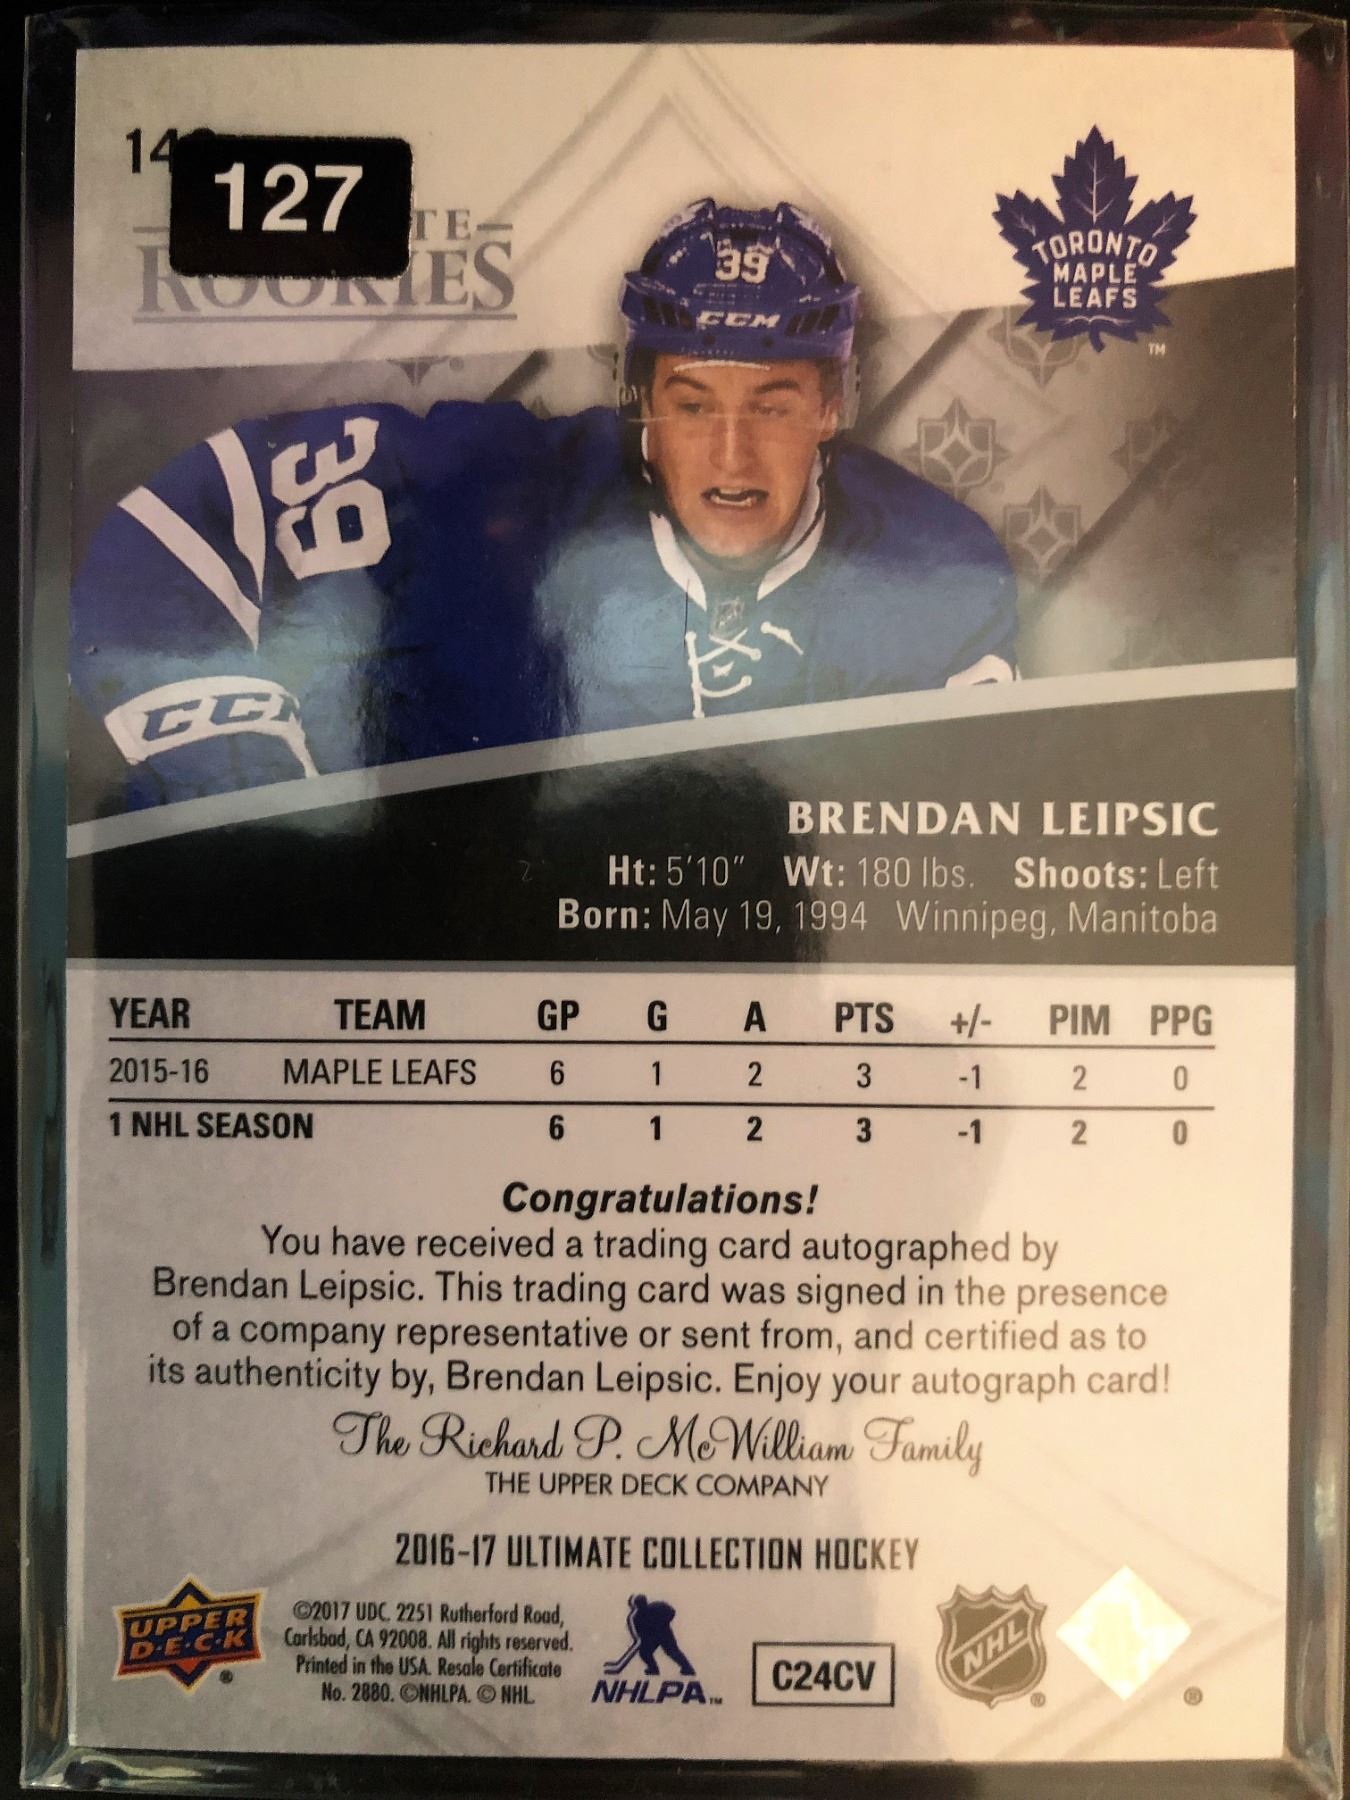 127
ROOKIES
TORONTO
MAPLE
LEAFS
TM
39
CCM
39
BRENDAN LEIPSIC
Ht: 5'10" Wt: 180 lbs. Shoots: Left
Born: May 19, 1994 Winnipeg, Manitoba
YEAR TEAM GP G A PTS +/- PIM PPG
2015-16 MAPLE LEAFS 6 1 2 3 -1 2 0
1 NHL SEASON 6 1 2 3 -1 2 0
Congratulations!
You have received a trading card autographed by
Brendan Leipsic. This trading card was signed in the presence
of a company representative or sent from, and certified as to
its authenticity by, Brendan Leipsic. Enjoy your autograph card!
The Richard P. McWilliam Family
THE UPPER DECK COMPANY
2016-17 ULTIMATE COLLECTION HOCKEY
UPPER
D·E·C·K
®
©2017 UDC. 2251 Rutherford Road,
Carlsbad, CA 92008. All rights reserved.
Printed in the USA. Resale Certificate
No. 2880. ©NHLPA. © NHL.
NHLPA™
C24CV
NHL
®
®